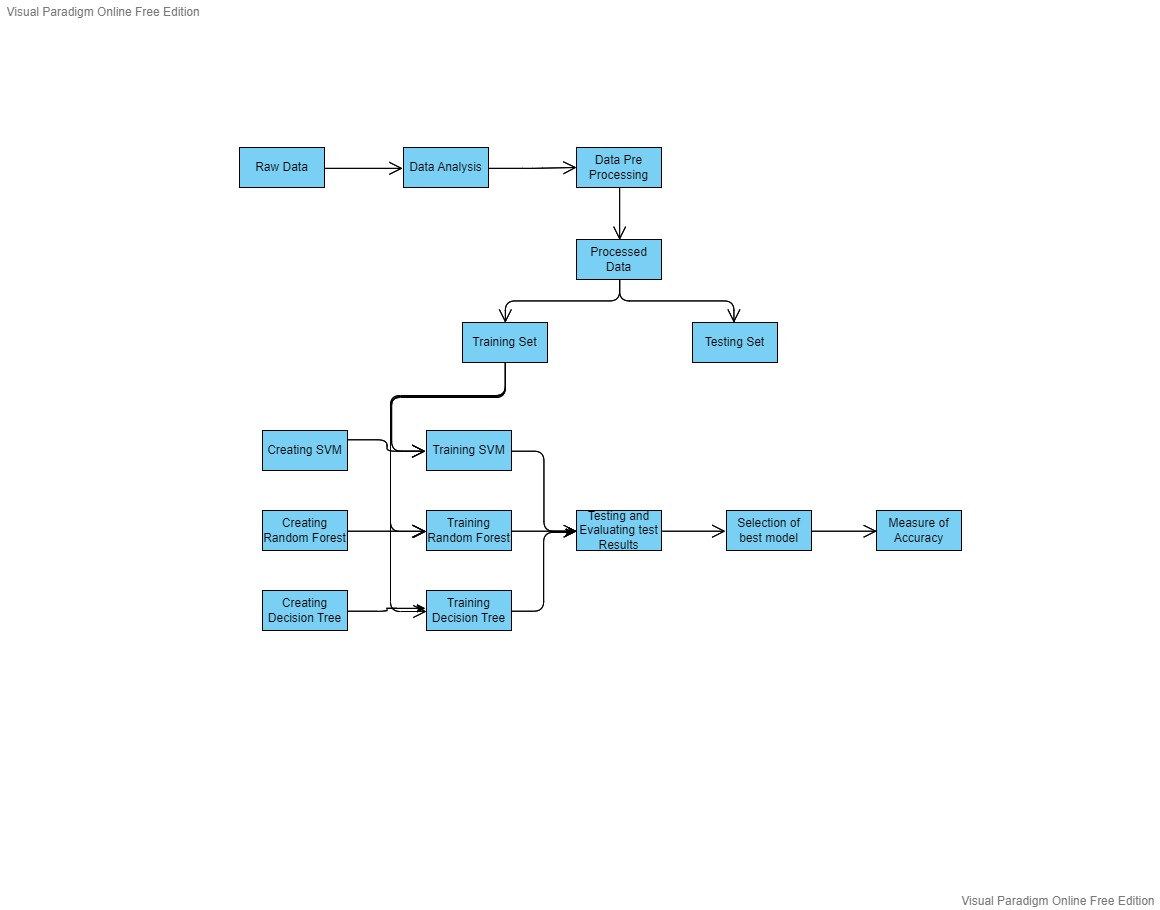 Visual Paradigm Online Free Edition
Raw Data
Data Analysis
Data Pre
Processing
Processed
Data
Training Set
Testing Set
Creating SVM
Training SVM
Creating
Random Forest
Training
Random Forest
Testing and
Evaluating test
Results
Selection of
best model
Measure of
Accuracy
Creating
Decision Tree
Training
Decision Tree
Visual Paradigm Online Free Edition